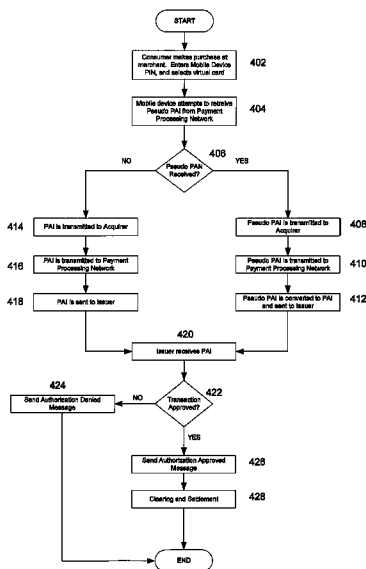 START
Consumer makes purchase at
merchant. Enters Mobile Device
PIN, and selects virtual card
402
Mobile device attempts to retreive
Pseudo PAI from Payment
Processing Network
404
406
Pseudo PAN
Received?
NO
YES
414
PAI is transmitted to Acquirer
Pseudo PAI is transmitted to
Acquirer
408
416
PAI is transmitted to Payment
Processing Network
Pseudo PAI is transmitted to
Payment Processing Network
410
418
PAI is sent to Issuer
Pseudo PAI is converted to PAI
and sent to Issuer
412
420
Issuer receives PAI
424
422
Send Authorization Denied
Message
NO
Transaction
Approved?
YES
Send Authorization Approved
Message
426
Clearing and Settlement
428
END